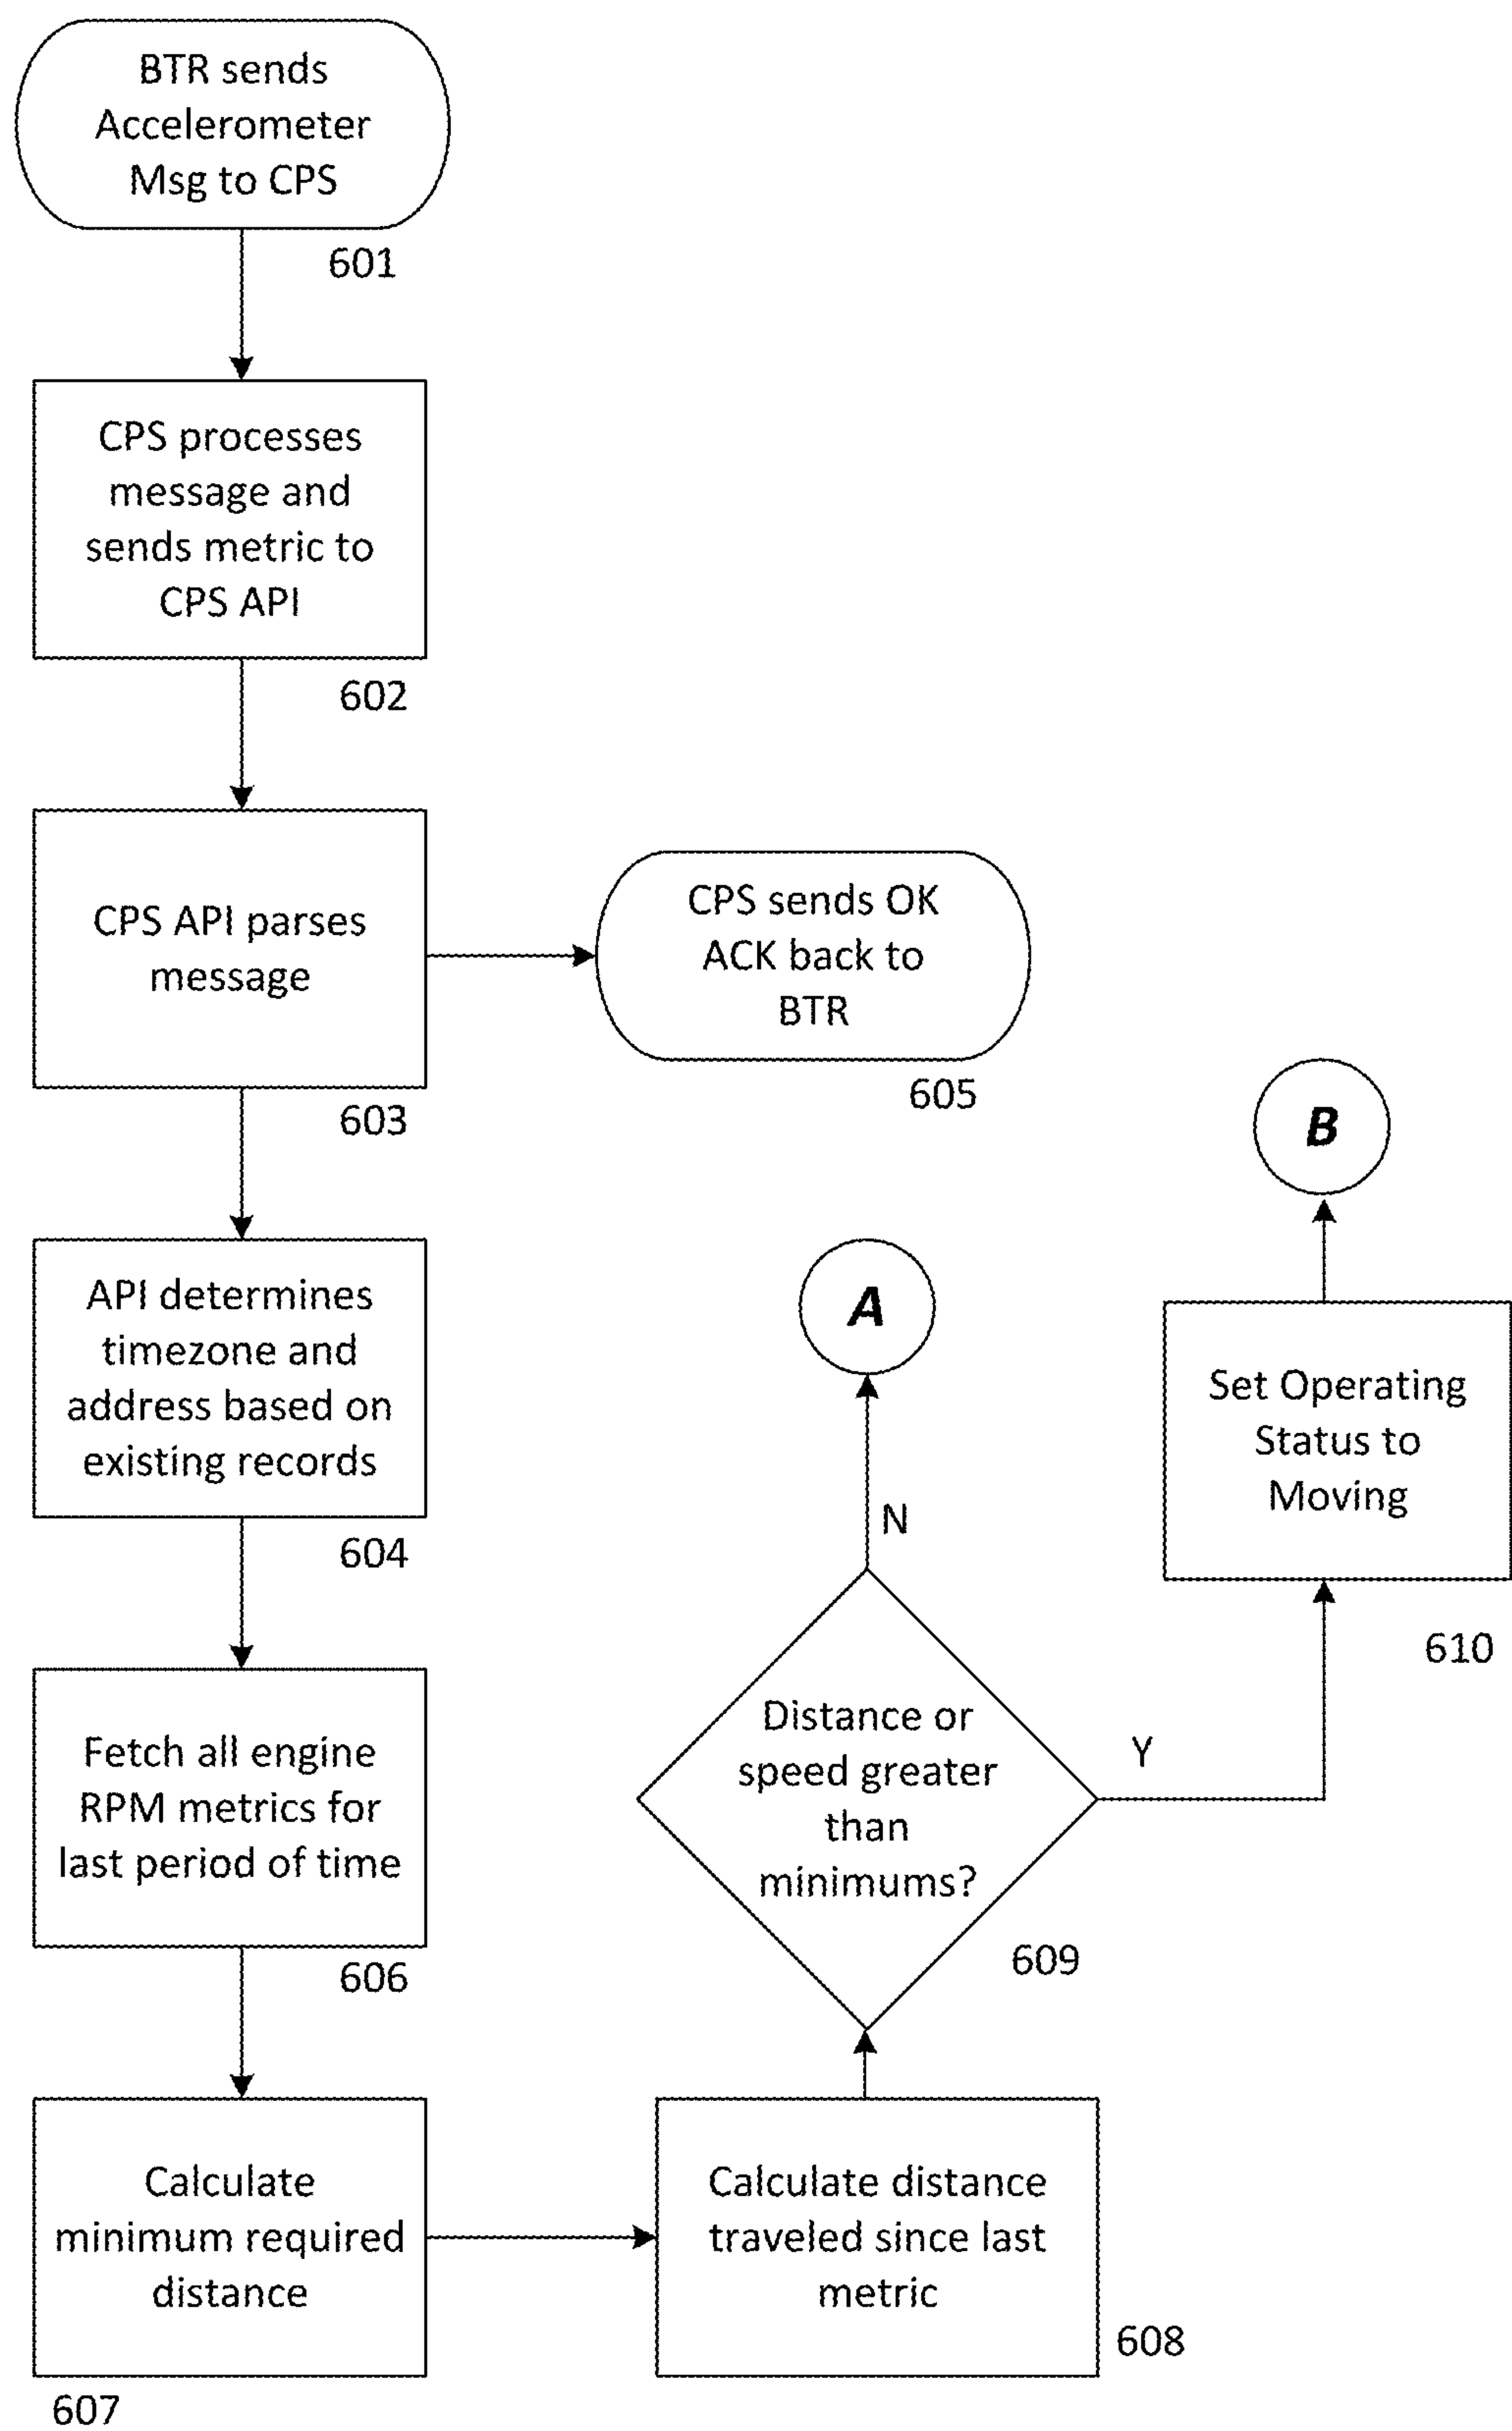 BTR sends
Accelerometer
Msg to CPS
601
CPS processes
message and
sends metric to
CPS API
602
CPS API parses
message
603
CPS sends OK
ACK back to
BTR
605
API determines
timezone and
address based on
existing records
604
Fetch all engine
RPM metrics for
last period of time
606
Calculate
minimum required
distance
607
Calculate distance
traveled since last
metric
608
Distance or
speed greater
than
minimums?
609
N
A
Y
Set Operating
Status to
Moving
610
B